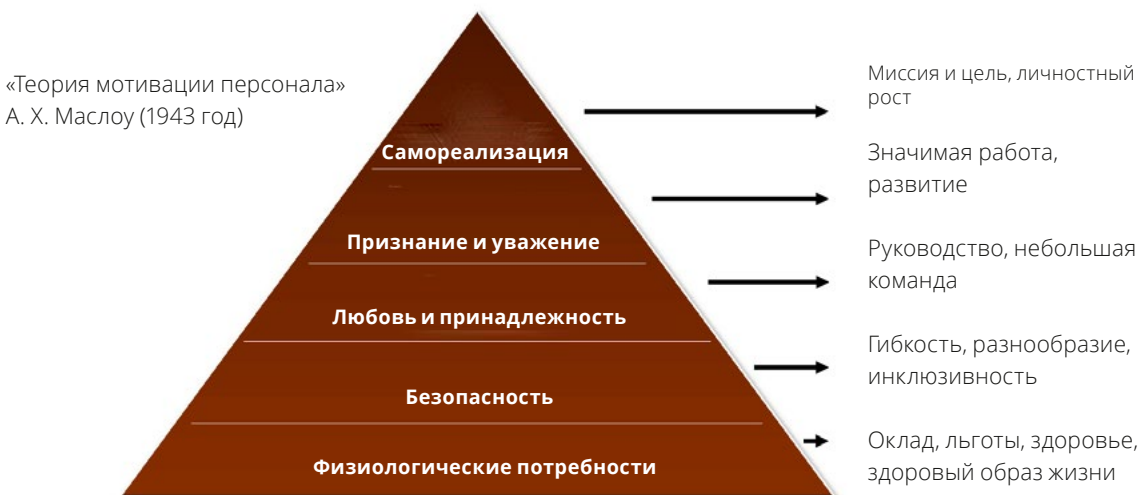 «Теория мотивации персонала»
А. Х. Маслоу (1943 год)
Миссия и цель, личностный
рост
Самореализация
Значимая работа,
развитие
Признание и уважение
Руководство, небольшая
команда
Любовь и принадлежность
Гибкость, разнообразие,
инклюзивность
Безопасность
Оклад, льготы, здоровье,
здоровый образ жизни
Физиологические потребности